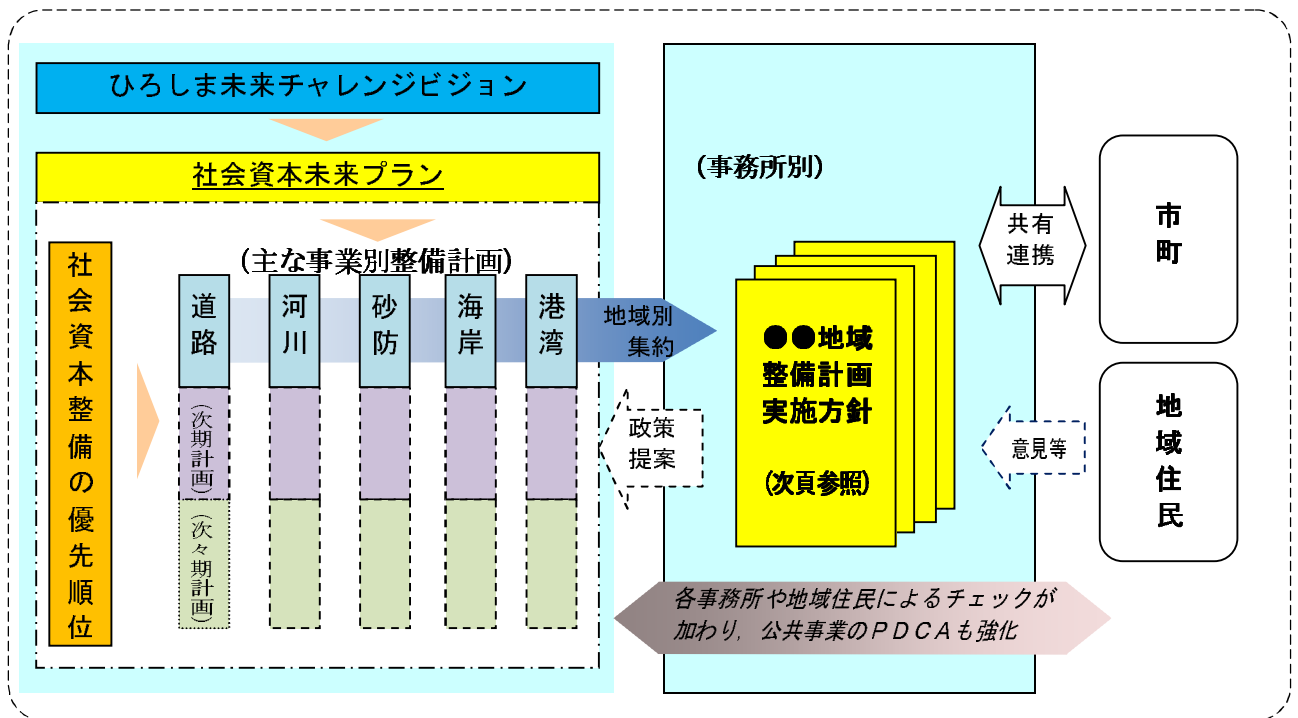 ひろしま未来チャレンジビジョン
社会資本未来プラン
（主な事業別整備計画）
社会資本整備の優先順位
道路
河川
砂防
海岸
港湾
（次期計画）
（次々期計画）
地域別
集約
政策
提案
（事務所別）
●●地域
整備計画
実施方針
（次頁参照）
共有
連携
市町
意見等
地域住民
各事務所や地域住民によるチェックが
加わり，公共事業のＰＤＣＡも強化